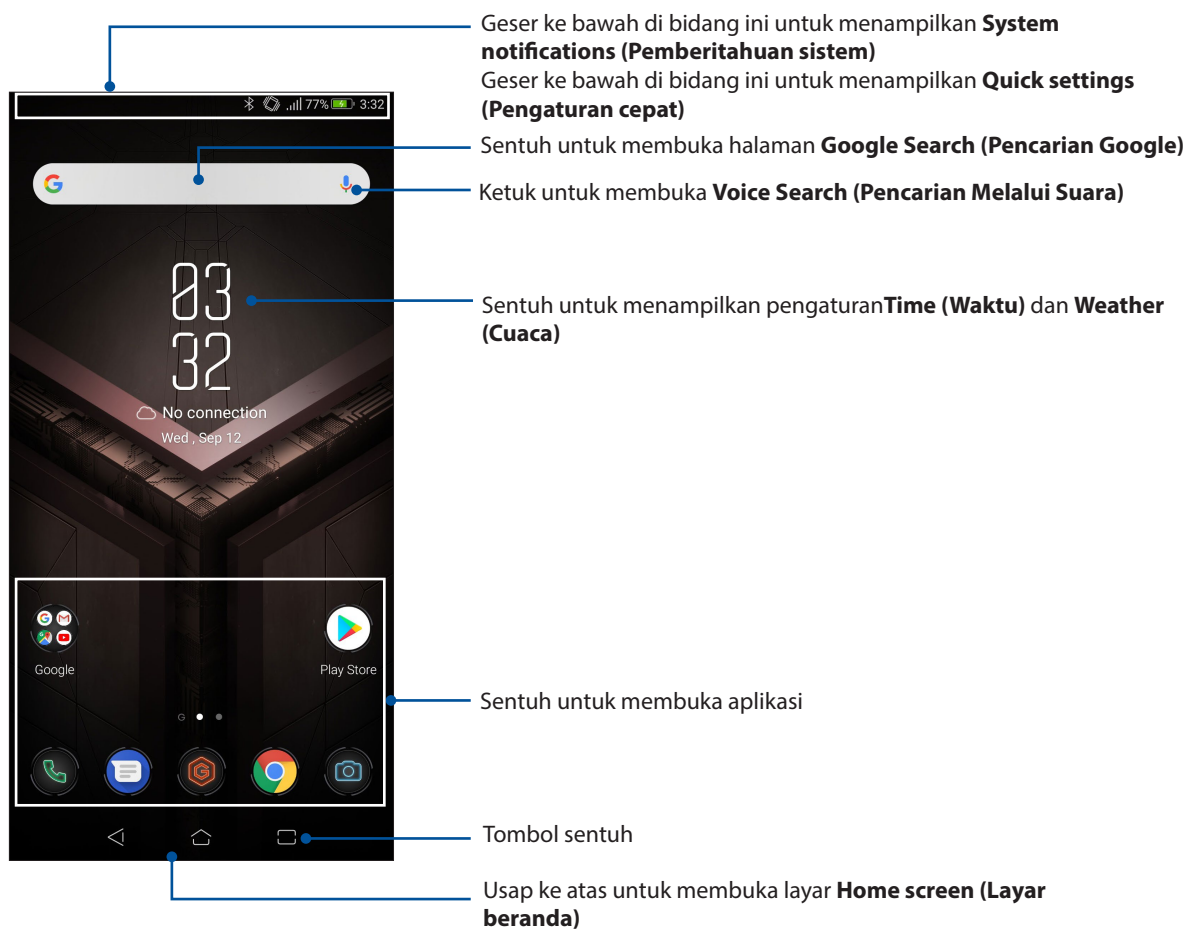 Geser ke bawah di bidang ini untuk menampilkan System
notifications (Pemberitahuan sistem)
Geser ke bawah di bidang ini untuk menampilkan Quick settings
(Pengaturan cepat)
77% 3:32
Sentuh untuk membuka halaman Google Search (Pencarian Google)
Ketuk untuk membuka Voice Search (Pencarian Melalui Suara)
03
32
Sentuh untuk menampilkan pengaturanTime (Waktu) dan Weather
(Cuaca)
No connection
Wed , Sep 12
Google
Play Store
Sentuh untuk membuka aplikasi
G
Tombol sentuh
Usap ke atas untuk membuka layar Home screen (Layar
beranda)